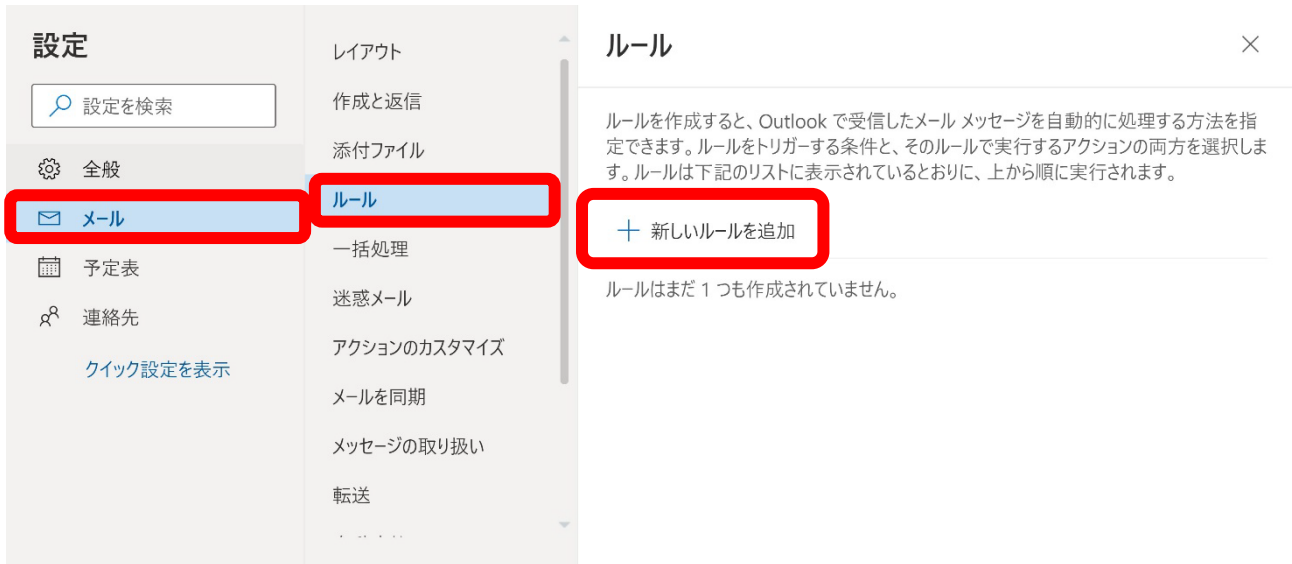 設定
設定を検索
全般
メール
予定表
連絡先
クイック設定を表示
レイアウト
作成と返信
添付ファイル
ルール
一括処理
迷惑メール
アクションのカスタマイズ
メールを同期
メッセージの取り扱い
転送
ルール
ルールを作成すると、Outlook で受信したメール メッセージを自動的に処理する方法を指
定できます。ルールをトリガーする条件と、そのルールで実行するアクションの両方を選択しま
す。ルールは下記のリストに表示されているとおりに、上から順に実行されます。
新しいルールを追加
ルールはまだ 1 つも作成されていません。